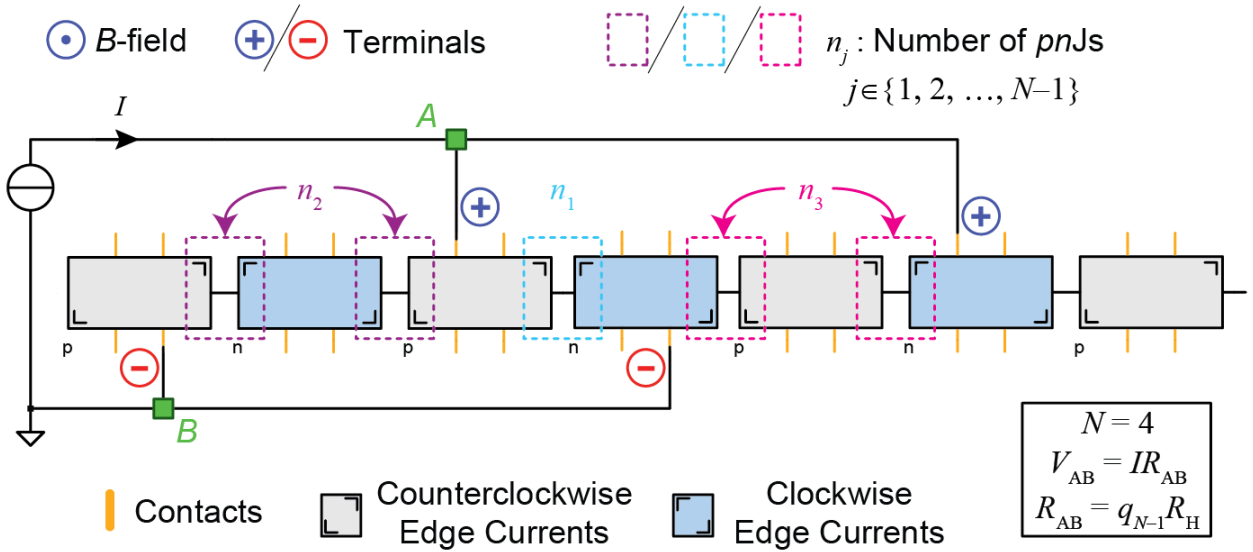 B-field
+/− Terminals
n_j : Number of pnJs
j∈{1, 2, …, N–1}
I
A
n_2
n_1
n_3
+
+
p
n
p
n
p
n
p
−
−
B
N = 4
V_AB = IR_AB
R_AB = q_{N–1}R_H
Contacts
Counterclockwise
Edge Currents
Clockwise
Edge Currents